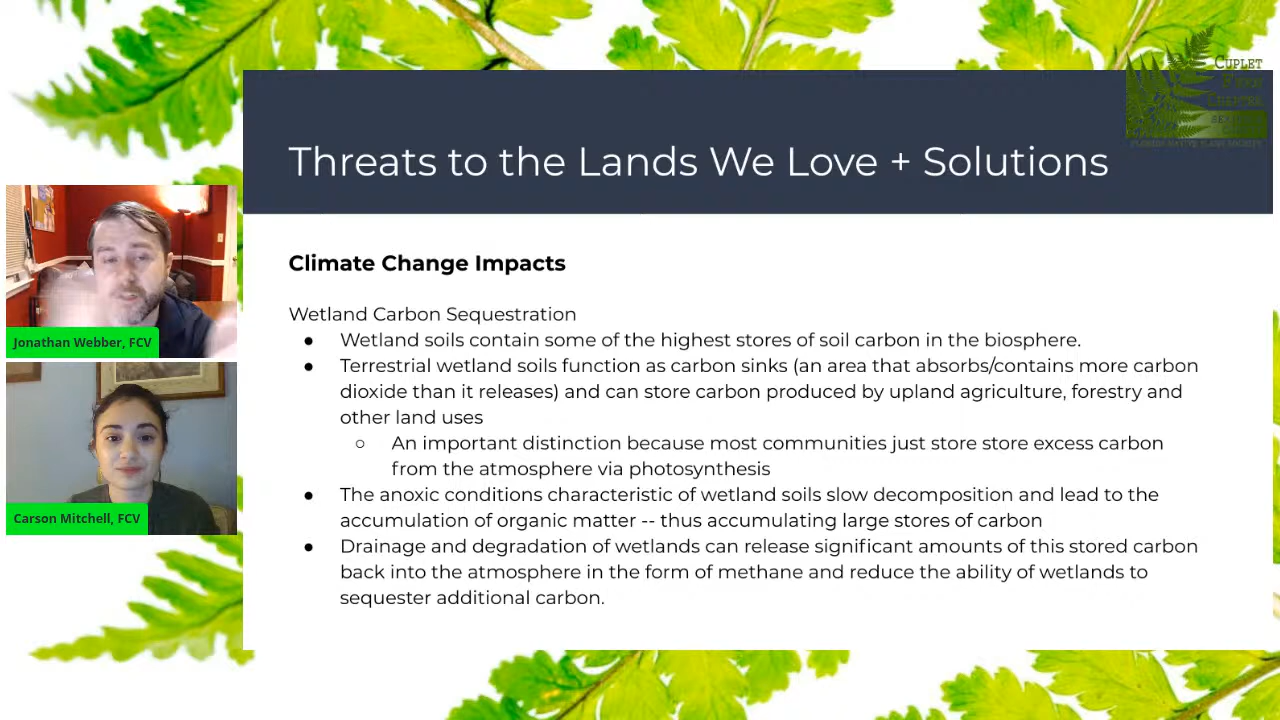 CUPLET
FERN
CHAPTER
FLORIDA NATIVE PLANT SOCIETY
Threats to the Lands We Love + Solutions
Climate Change Impacts
Wetland Carbon Sequestration
● Wetland soils contain some of the highest stores of soil carbon in the biosphere.
● Terrestrial wetland soils function as carbon sinks (an area that absorbs/contains more carbon
dioxide than it releases) and can store carbon produced by upland agriculture, forestry and
other land uses
○ An important distinction because most communities just store store excess carbon
from the atmosphere via photosynthesis
● The anoxic conditions characteristic of wetland soils slow decomposition and lead to the
accumulation of organic matter -- thus accumulating large stores of carbon
● Drainage and degradation of wetlands can release significant amounts of this stored carbon
back into the atmosphere in the form of methane and reduce the ability of wetlands to
sequester additional carbon.
Jonathan Webber, FCV
Carson Mitchell, FCV